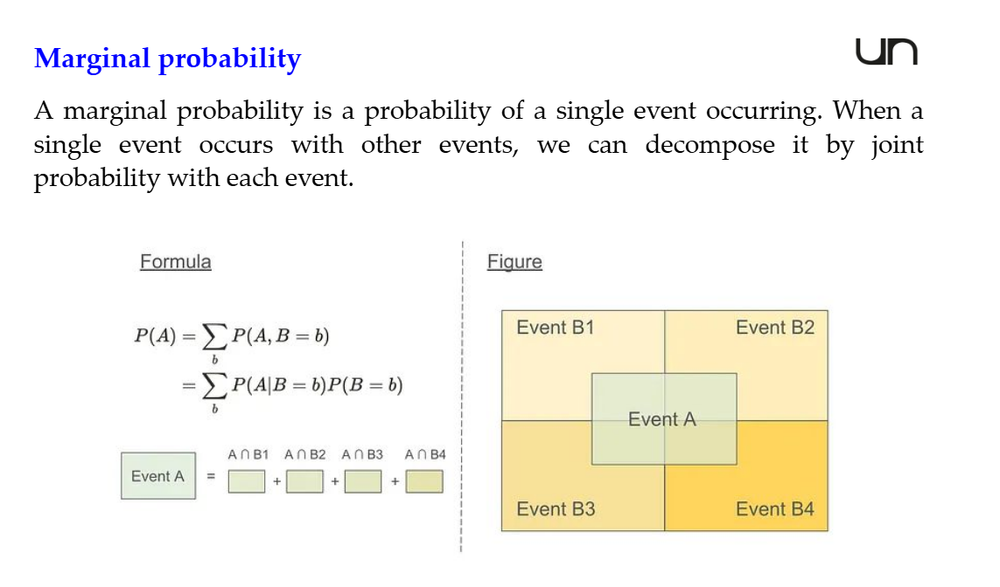 Marginal probability
un
A marginal probability is a probability of a single event occurring. When a
single event occurs with other events, we can decompose it by joint
probability with each event.
Formula
P(A) = ∑_b P(A, B = b)
= ∑_b P(A|B = b)P(B = b)
A ∩ B1 A ∩ B2 A ∩ B3 A ∩ B4
Event A = + + +
Figure
Event B1 Event B2
Event A
Event B3 Event B4